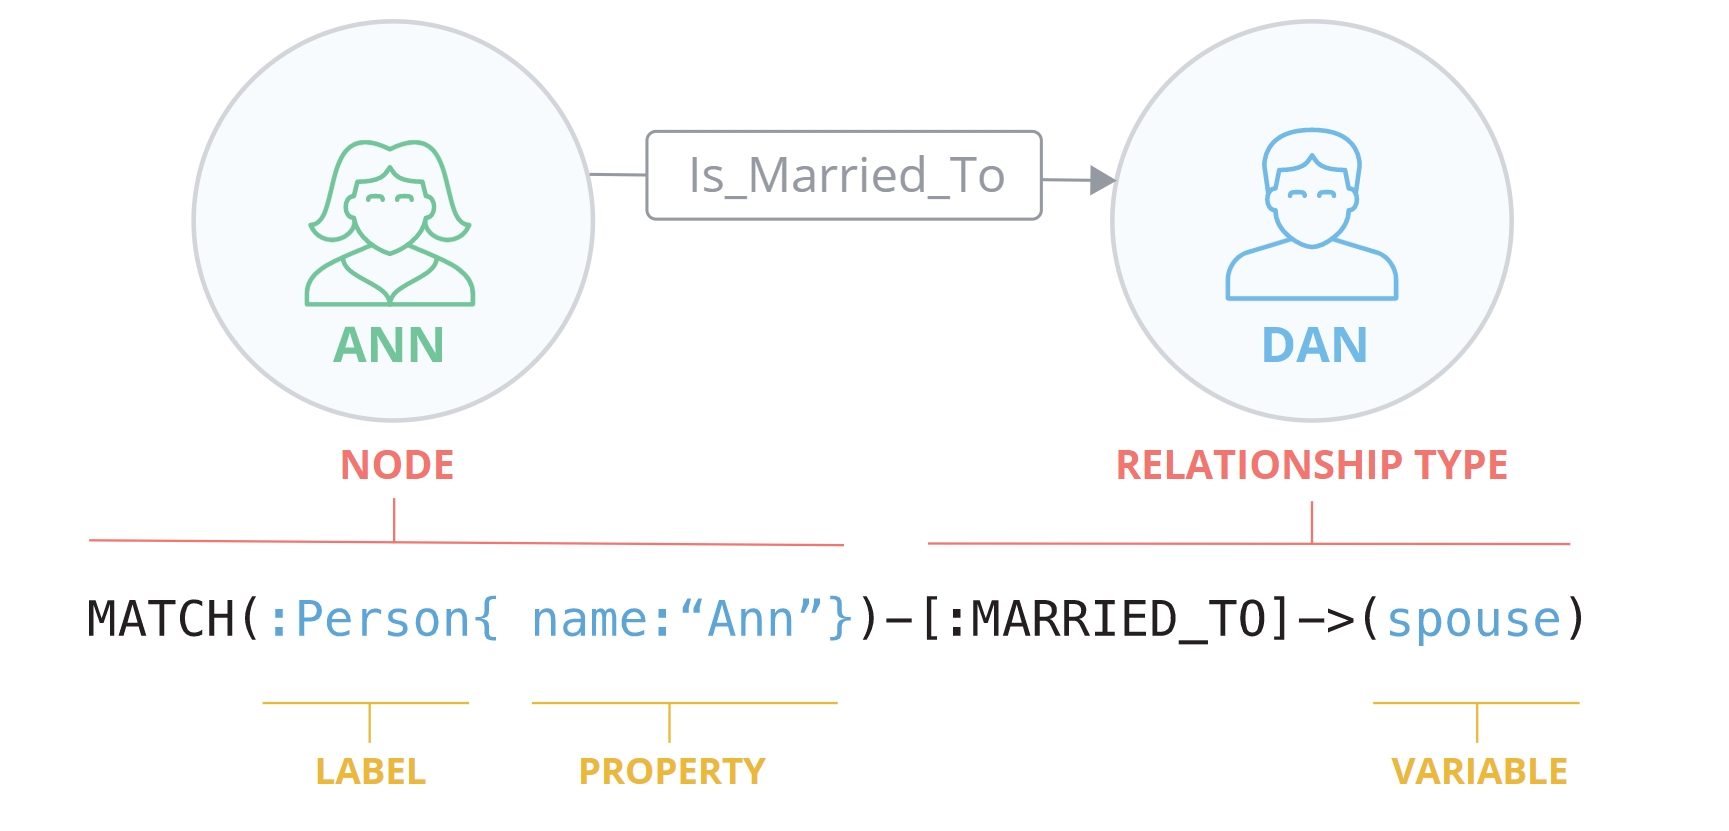 Is_Married_To
ANN
DAN
NODE
RELATIONSHIP TYPE
MATCH(:Person{ name:“Ann”})–[:MARRIED_TO]–>(spouse)
LABEL
PROPERTY
VARIABLE